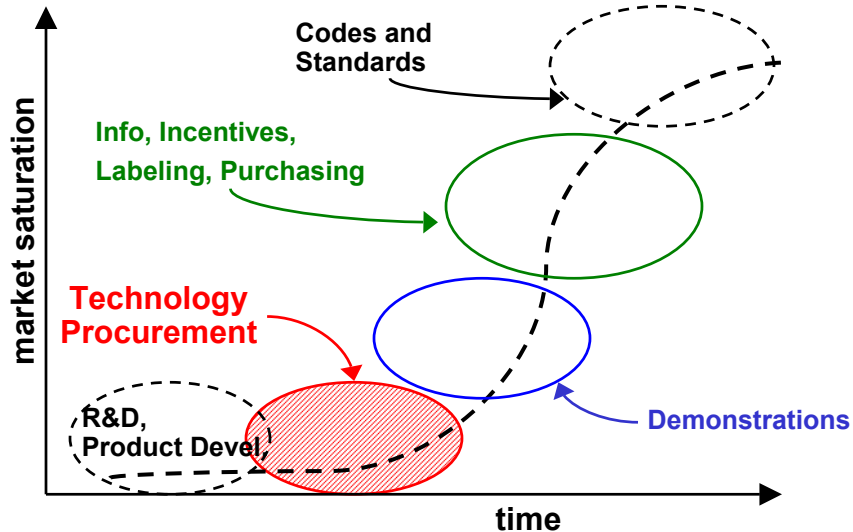 Codes and
Standards
Info, Incentives,
Labeling, Purchasing
market saturation
Technology
Procurement
R&D,
Product Devel,
Demonstrations
time